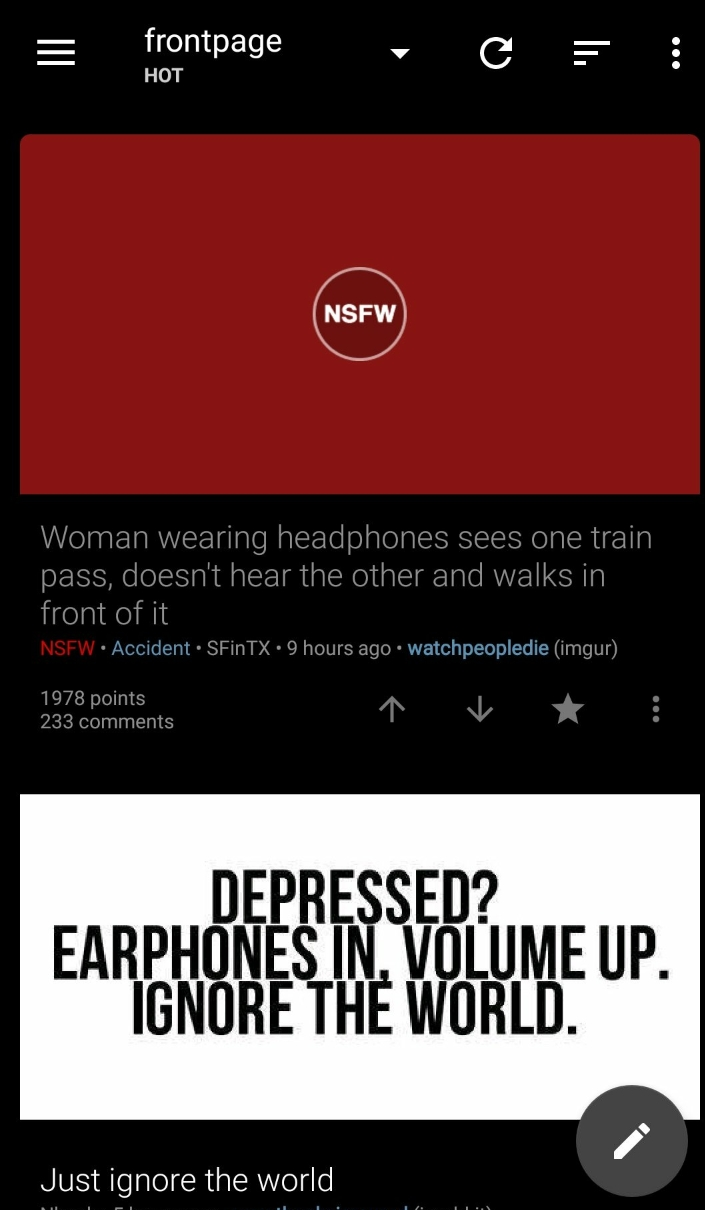 frontpage
HOT
NSFW
Woman wearing headphones sees one train
pass, doesn't hear the other and walks in
front of it
NSFW • Accident • SFinTX • 9 hours ago • watchpeopledie (imgur)
1978 points
233 comments
DEPRESSED?
EARPHONES IN, VOLUME UP.
IGNORE THE WORLD.
Just ignore the world